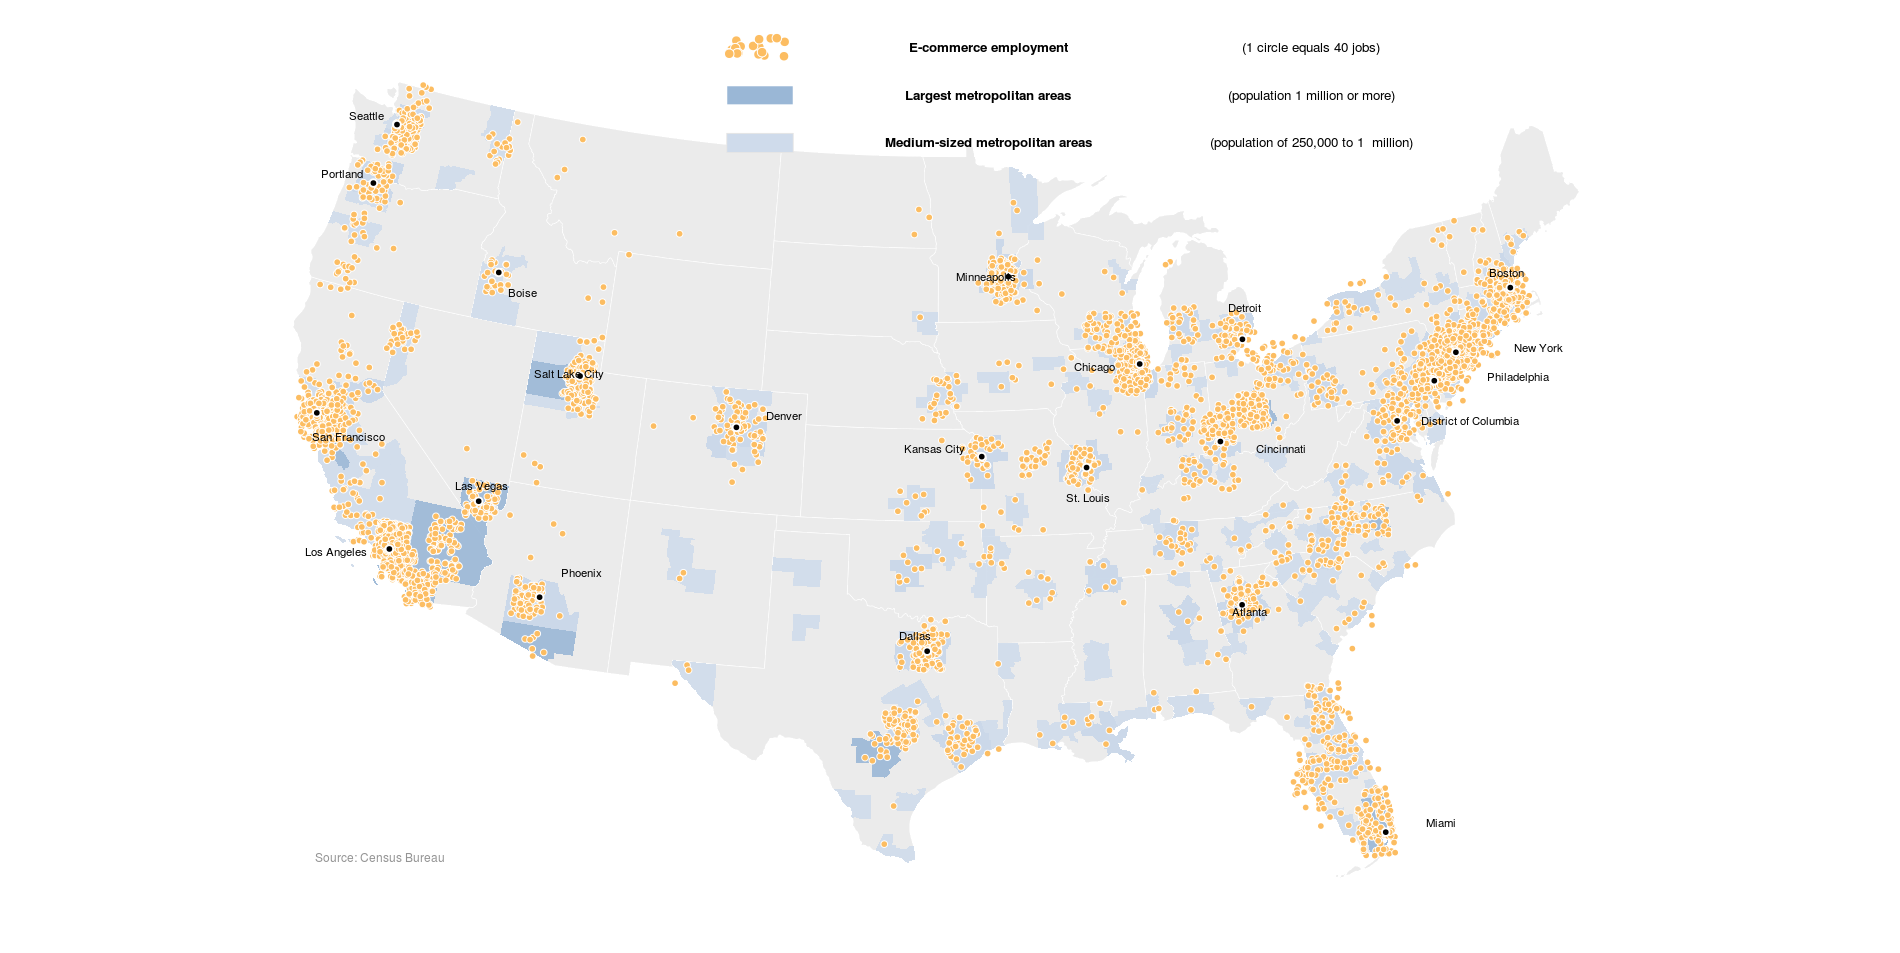 E-commerce employment (1 circle equals 40 jobs)
Largest metropolitan areas (population 1 million or more)
Medium-sized metropolitan areas (population of 250,000 to 1 million)
Seattle
Portland
Minneapolis
Boston
Boise
Detroit
New York
Chicago
Salt Lake City
Philadelphia
Denver
District of Columbia
San Francisco
Kansas City
Cincinnati
Las Vegas
St. Louis
Los Angeles
Phoenix
Atlanta
Dallas
Miami
Source: Census Bureau